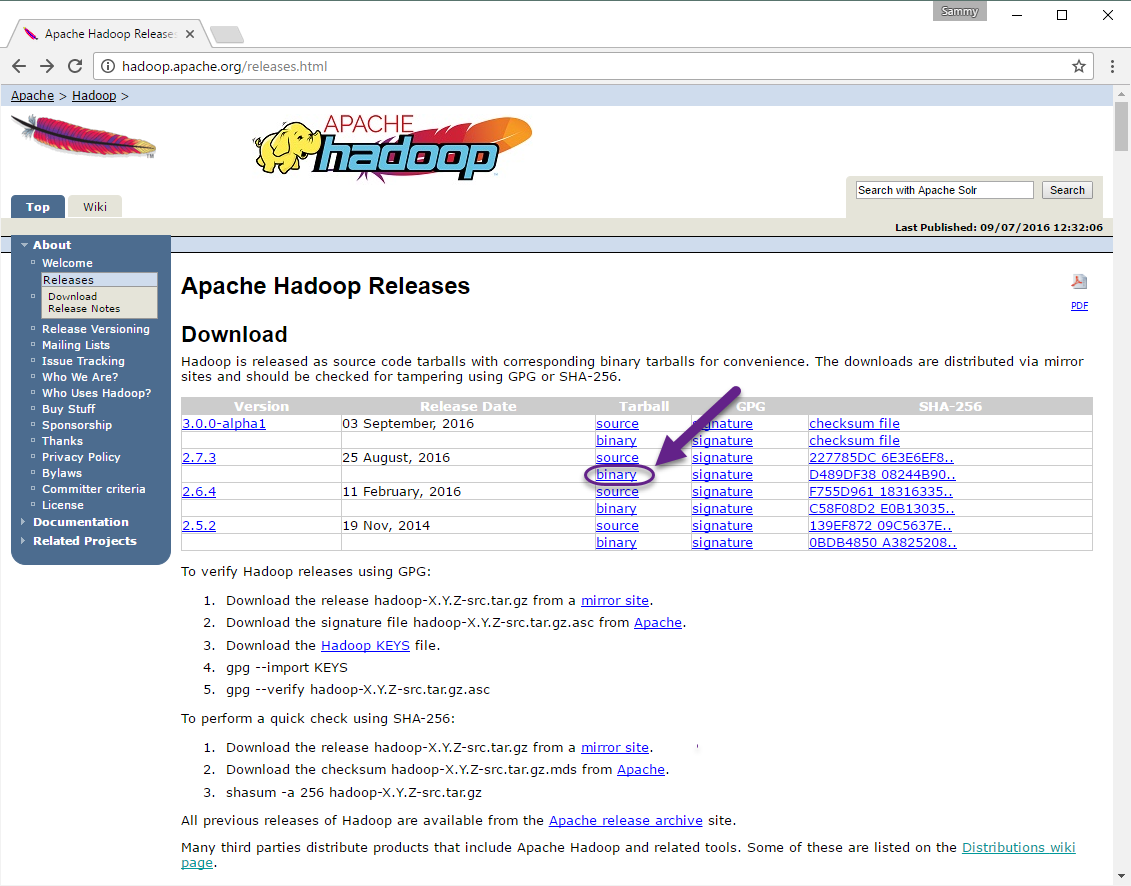 Sammy
Apache Hadoop Releases
hadoop.apache.org/releases.html
Apache > Hadoop >
TM
APACHE
hadoop
Top Wiki
Search with Apache Solr Search
Last Published: 09/07/2016 12:32:06
About
Welcome
Releases
Download
Release Notes
Release Versioning
Mailing Lists
Issue Tracking
Who We Are?
Who Uses Hadoop?
Buy Stuff
Sponsorship
Thanks
Privacy Policy
Bylaws
Committer criteria
License
Documentation
Related Projects
Apache Hadoop Releases
PDF
Download
Hadoop is released as source code tarballs with corresponding binary tarballs for convenience. The downloads are distributed via mirror
sites and should be checked for tampering using GPG or SHA-256.
Version Release Date Tarball GPG SHA-256
3.0.0-alpha1 03 September, 2016 source signature checksum file
binary signature checksum file
2.7.3 25 August, 2016 source signature 227785DC 6E3E6EF8..
binary signature D489DF38 08244B90..
2.6.4 11 February, 2016 source signature F755D961 18316335..
binary signature C58F08D2 E0B13035..
2.5.2 19 Nov, 2014 source signature 139EF872 09C5637E..
binary signature 0BDB4850 A3825208..
To verify Hadoop releases using GPG:
1. Download the release hadoop-X.Y.Z-src.tar.gz from a mirror site.
2. Download the signature file hadoop-X.Y.Z-src.tar.gz.asc from Apache.
3. Download the Hadoop KEYS file.
4. gpg --import KEYS
5. gpg --verify hadoop-X.Y.Z-src.tar.gz.asc
To perform a quick check using SHA-256:
1. Download the release hadoop-X.Y.Z-src.tar.gz from a mirror site.
2. Download the checksum hadoop-X.Y.Z-src.tar.gz.mds from Apache.
3. shasum -a 256 hadoop-X.Y.Z-src.tar.gz
All previous releases of Hadoop are available from the Apache release archive site.
Many third parties distribute products that include Apache Hadoop and related tools. Some of these are listed on the Distributions wiki
page.